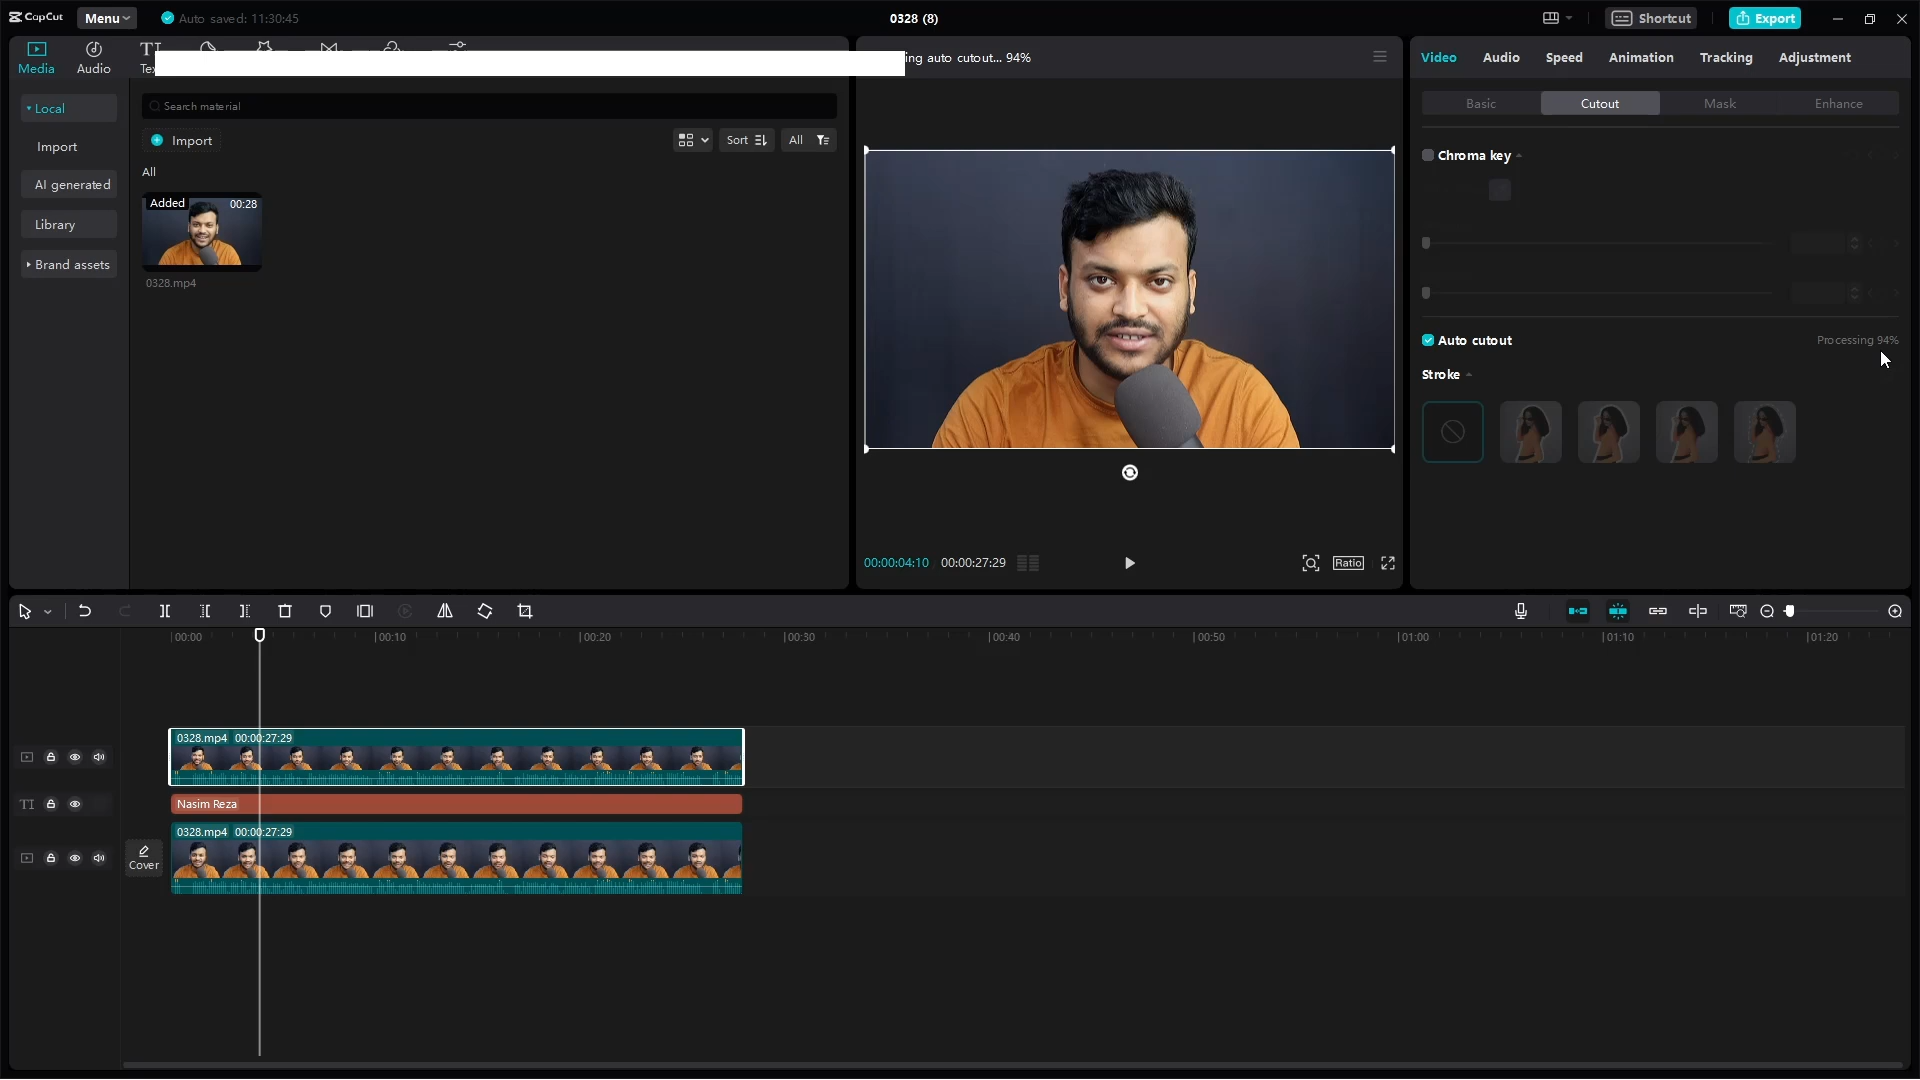 CapCut Menu Auto saved: 11:30:45 0328 (8) Shortcut Export
Media Audio
ing auto cutout... 94%
Video Audio Speed Animation Tracking Adjustment
Local
Import
AI generated
Library
Brand assets
Search material
Import Sort All
All
Added 00:28
0328.mp4
00:00:04:10 00:00:27:29 Ratio
Basic Cutout Mask Enhance
Chroma key
Auto cutout Processing 94%
Stroke
00:00 00:10 00:20 00:30 00:40 00:50 01:00 01:10 01:20
0328.mp4 00:00:27:29
TI Nasim Reza
0328.mp4 00:00:27:29
Cover